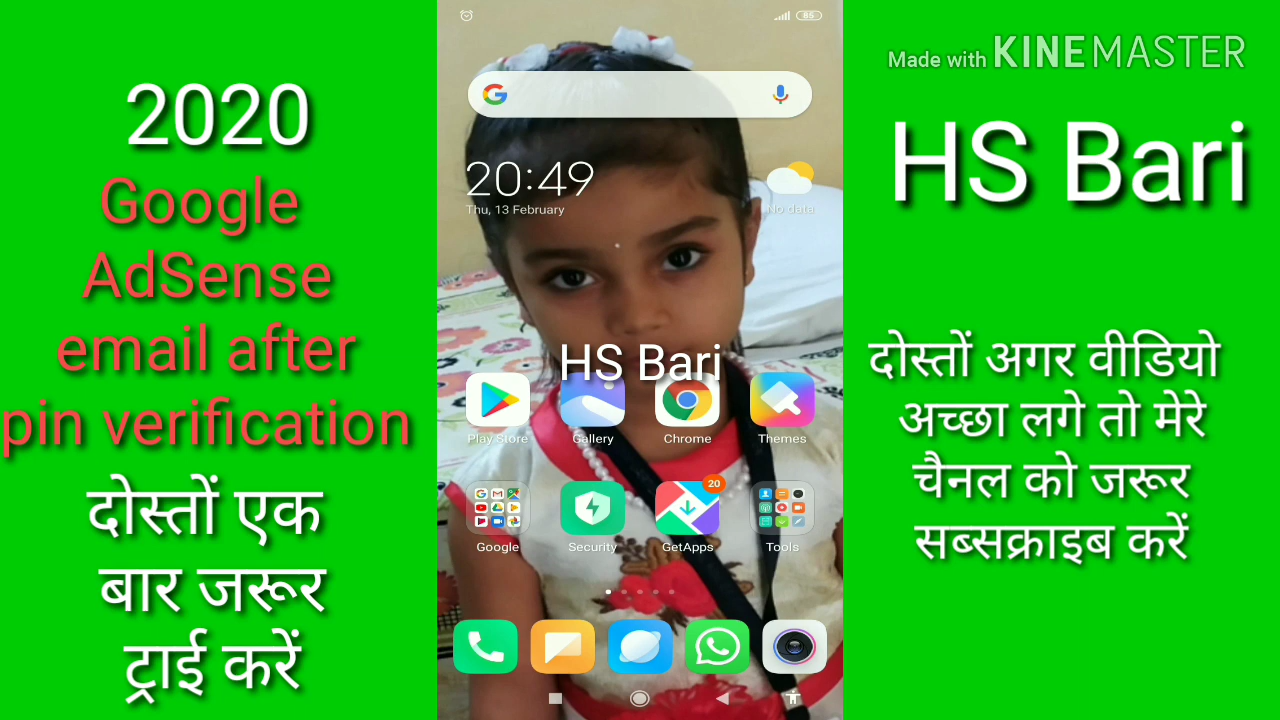 2020
Google
AdSense
email after
pin verification
दोस्तों एक
बार जरूर
ट्राई करें
85
20:49
Thu, 13 February
No data
HS Bari
Play Store
Gallery
Chrome
Themes
20
Google
Security
GetApps
Tools
Made with KINEMASTER
HS Bari
दोस्तों अगर वीडियो
अच्छा लगे तो मेरे
चैनल को जरूर
सब्सक्राइब करें